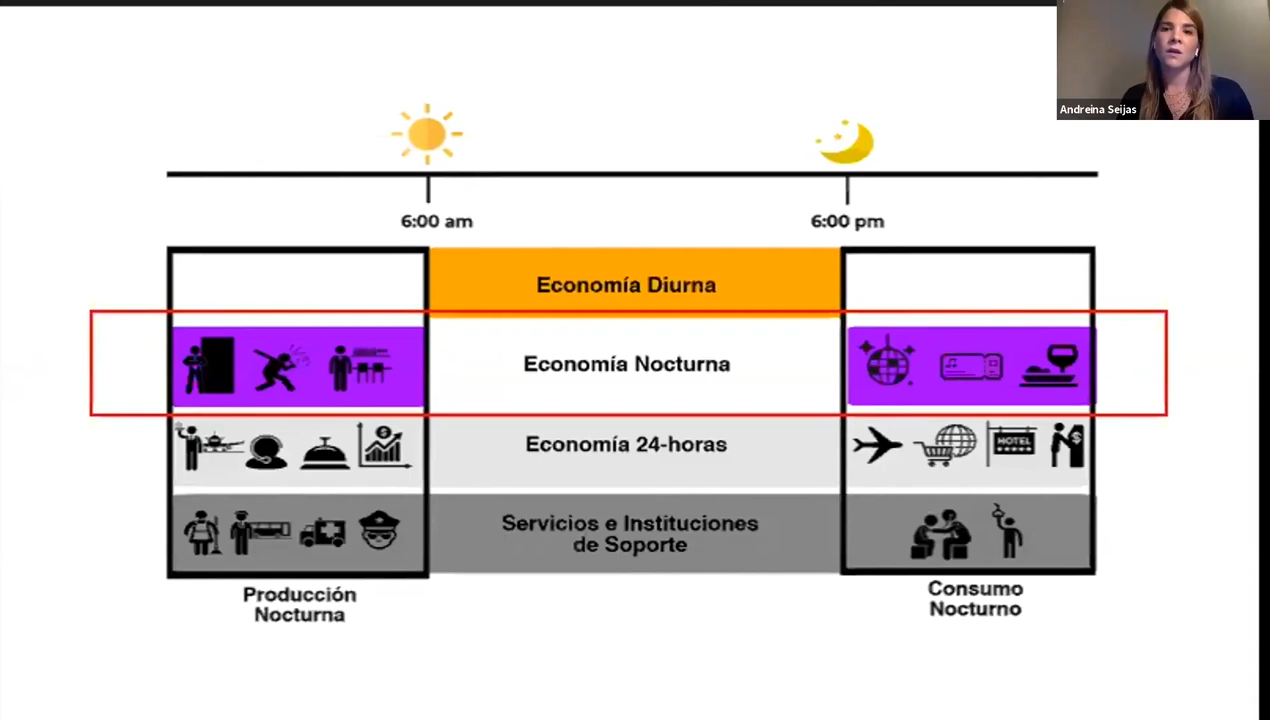 Andreina Seijas
6:00 am
6:00 pm
Economía Diurna
Economía Nocturna
Economía 24-horas
HOTEL
Servicios e Instituciones
de Soporte
Producción
Nocturna
Consumo
Nocturno